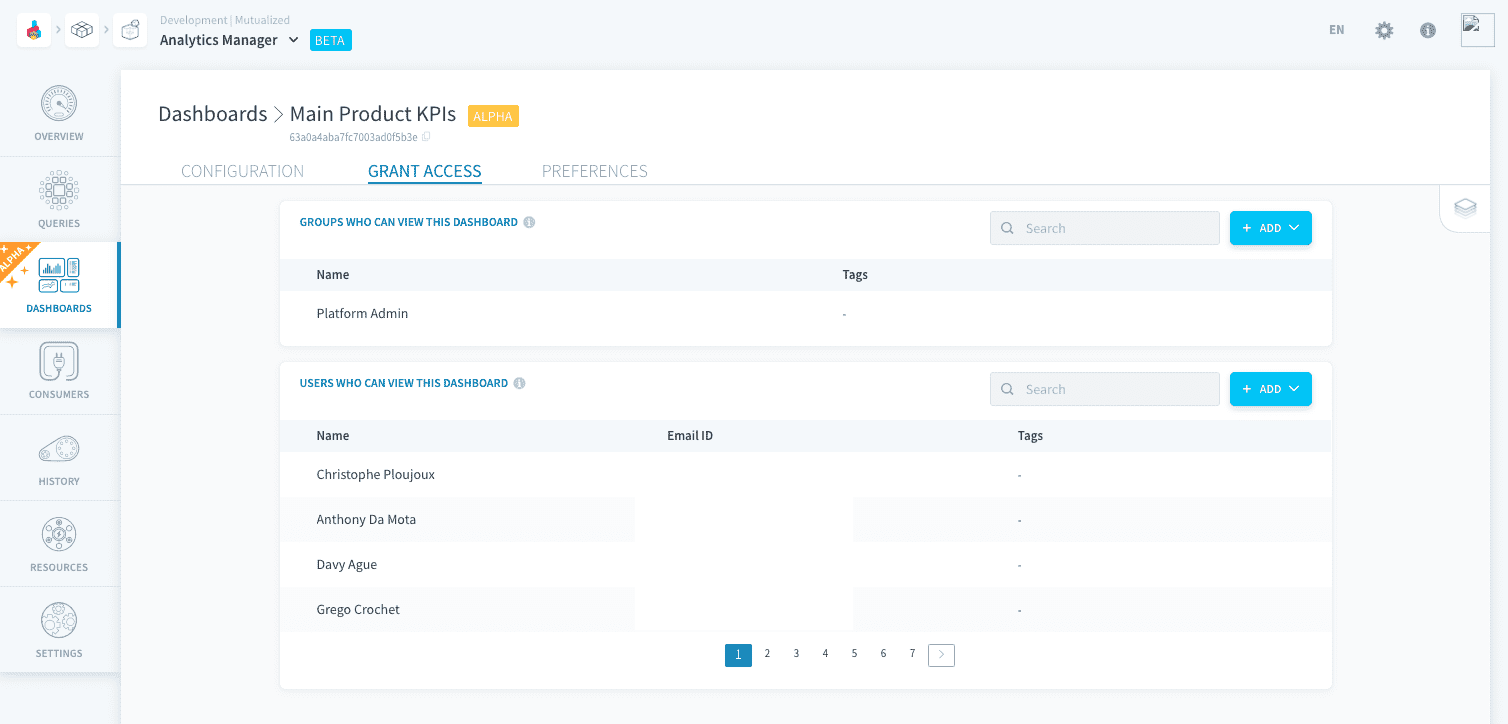 Development | Mutualized
Analytics Manager BETA
EN
OVERVIEW
QUERIES
ALPHA
DASHBOARDS
CONSUMERS
HISTORY
RESOURCES
SETTINGS
Dashboards > Main Product KPIs ALPHA
63a0a4aba7fc7003ad0f5b3e
CONFIGURATION GRANT ACCESS PREFERENCES
GROUPS WHO CAN VIEW THIS DASHBOARD
Search + ADD
Name Tags
Platform Admin -
USERS WHO CAN VIEW THIS DASHBOARD
Search + ADD
Name Email ID Tags
Christophe Ploujoux -
Anthony Da Mota -
Davy Ague -
Grego Crochet -
1 2 3 4 5 6 7 >